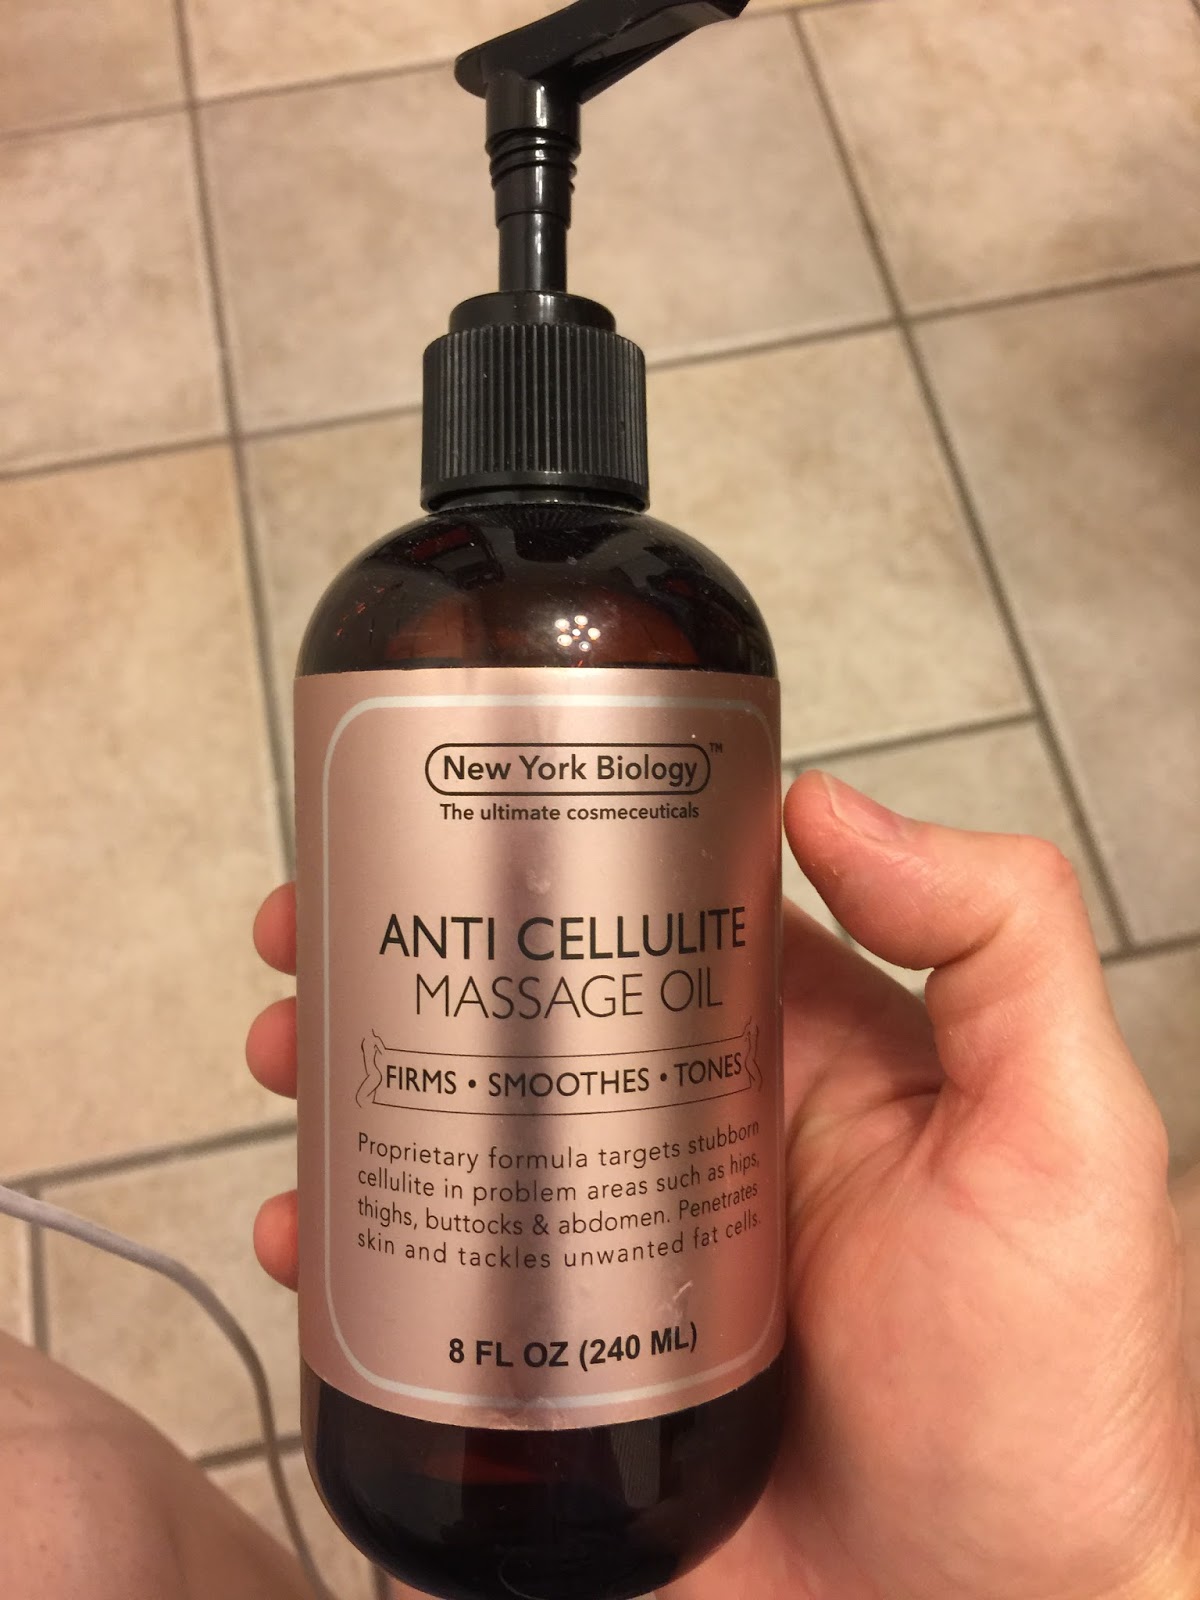 New York Biology™
The ultimate cosmeceuticals
ANTI CELLULITE
MASSAGE OIL
FIRMS • SMOOTHES • TONES
Proprietary formula targets stubborn
cellulite in problem areas such as hips,
thighs, buttocks & abdomen. Penetrates
skin and tackles unwanted fat cells.
8 FL OZ (240 ML)